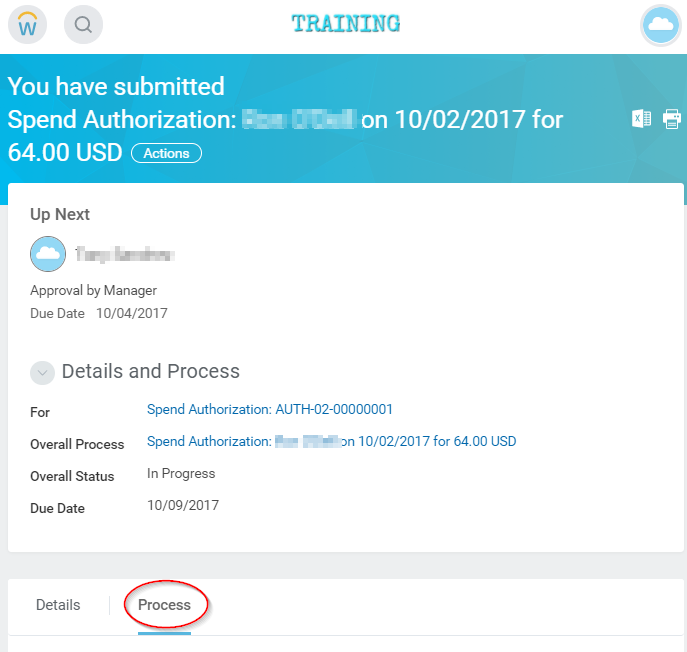 W
TRAINING
You have submitted
Spend Authorization: on 10/02/2017 for
64.00 USD Actions
Up Next
Approval by Manager
Due Date 10/04/2017
Details and Process
For Spend Authorization: AUTH-02-00000001
Overall Process Spend Authorization: on 10/02/2017 for 64.00 USD
Overall Status In Progress
Due Date 10/09/2017
Details Process